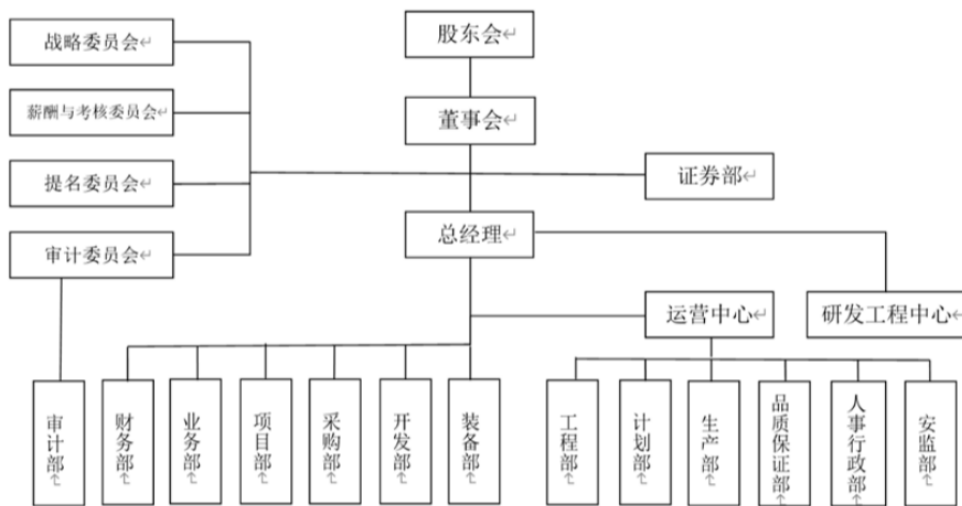 战略委员会
薪酬与考核委员会
提名委员会
审计委员会
股东会
董事会
证券部
总经理
运营中心
研发工程中心
审计部
财务部
业务部
项目部
采购部
开发部
装备部
工程部
计划部
生产部
品质保证部
人事行政部
安监部